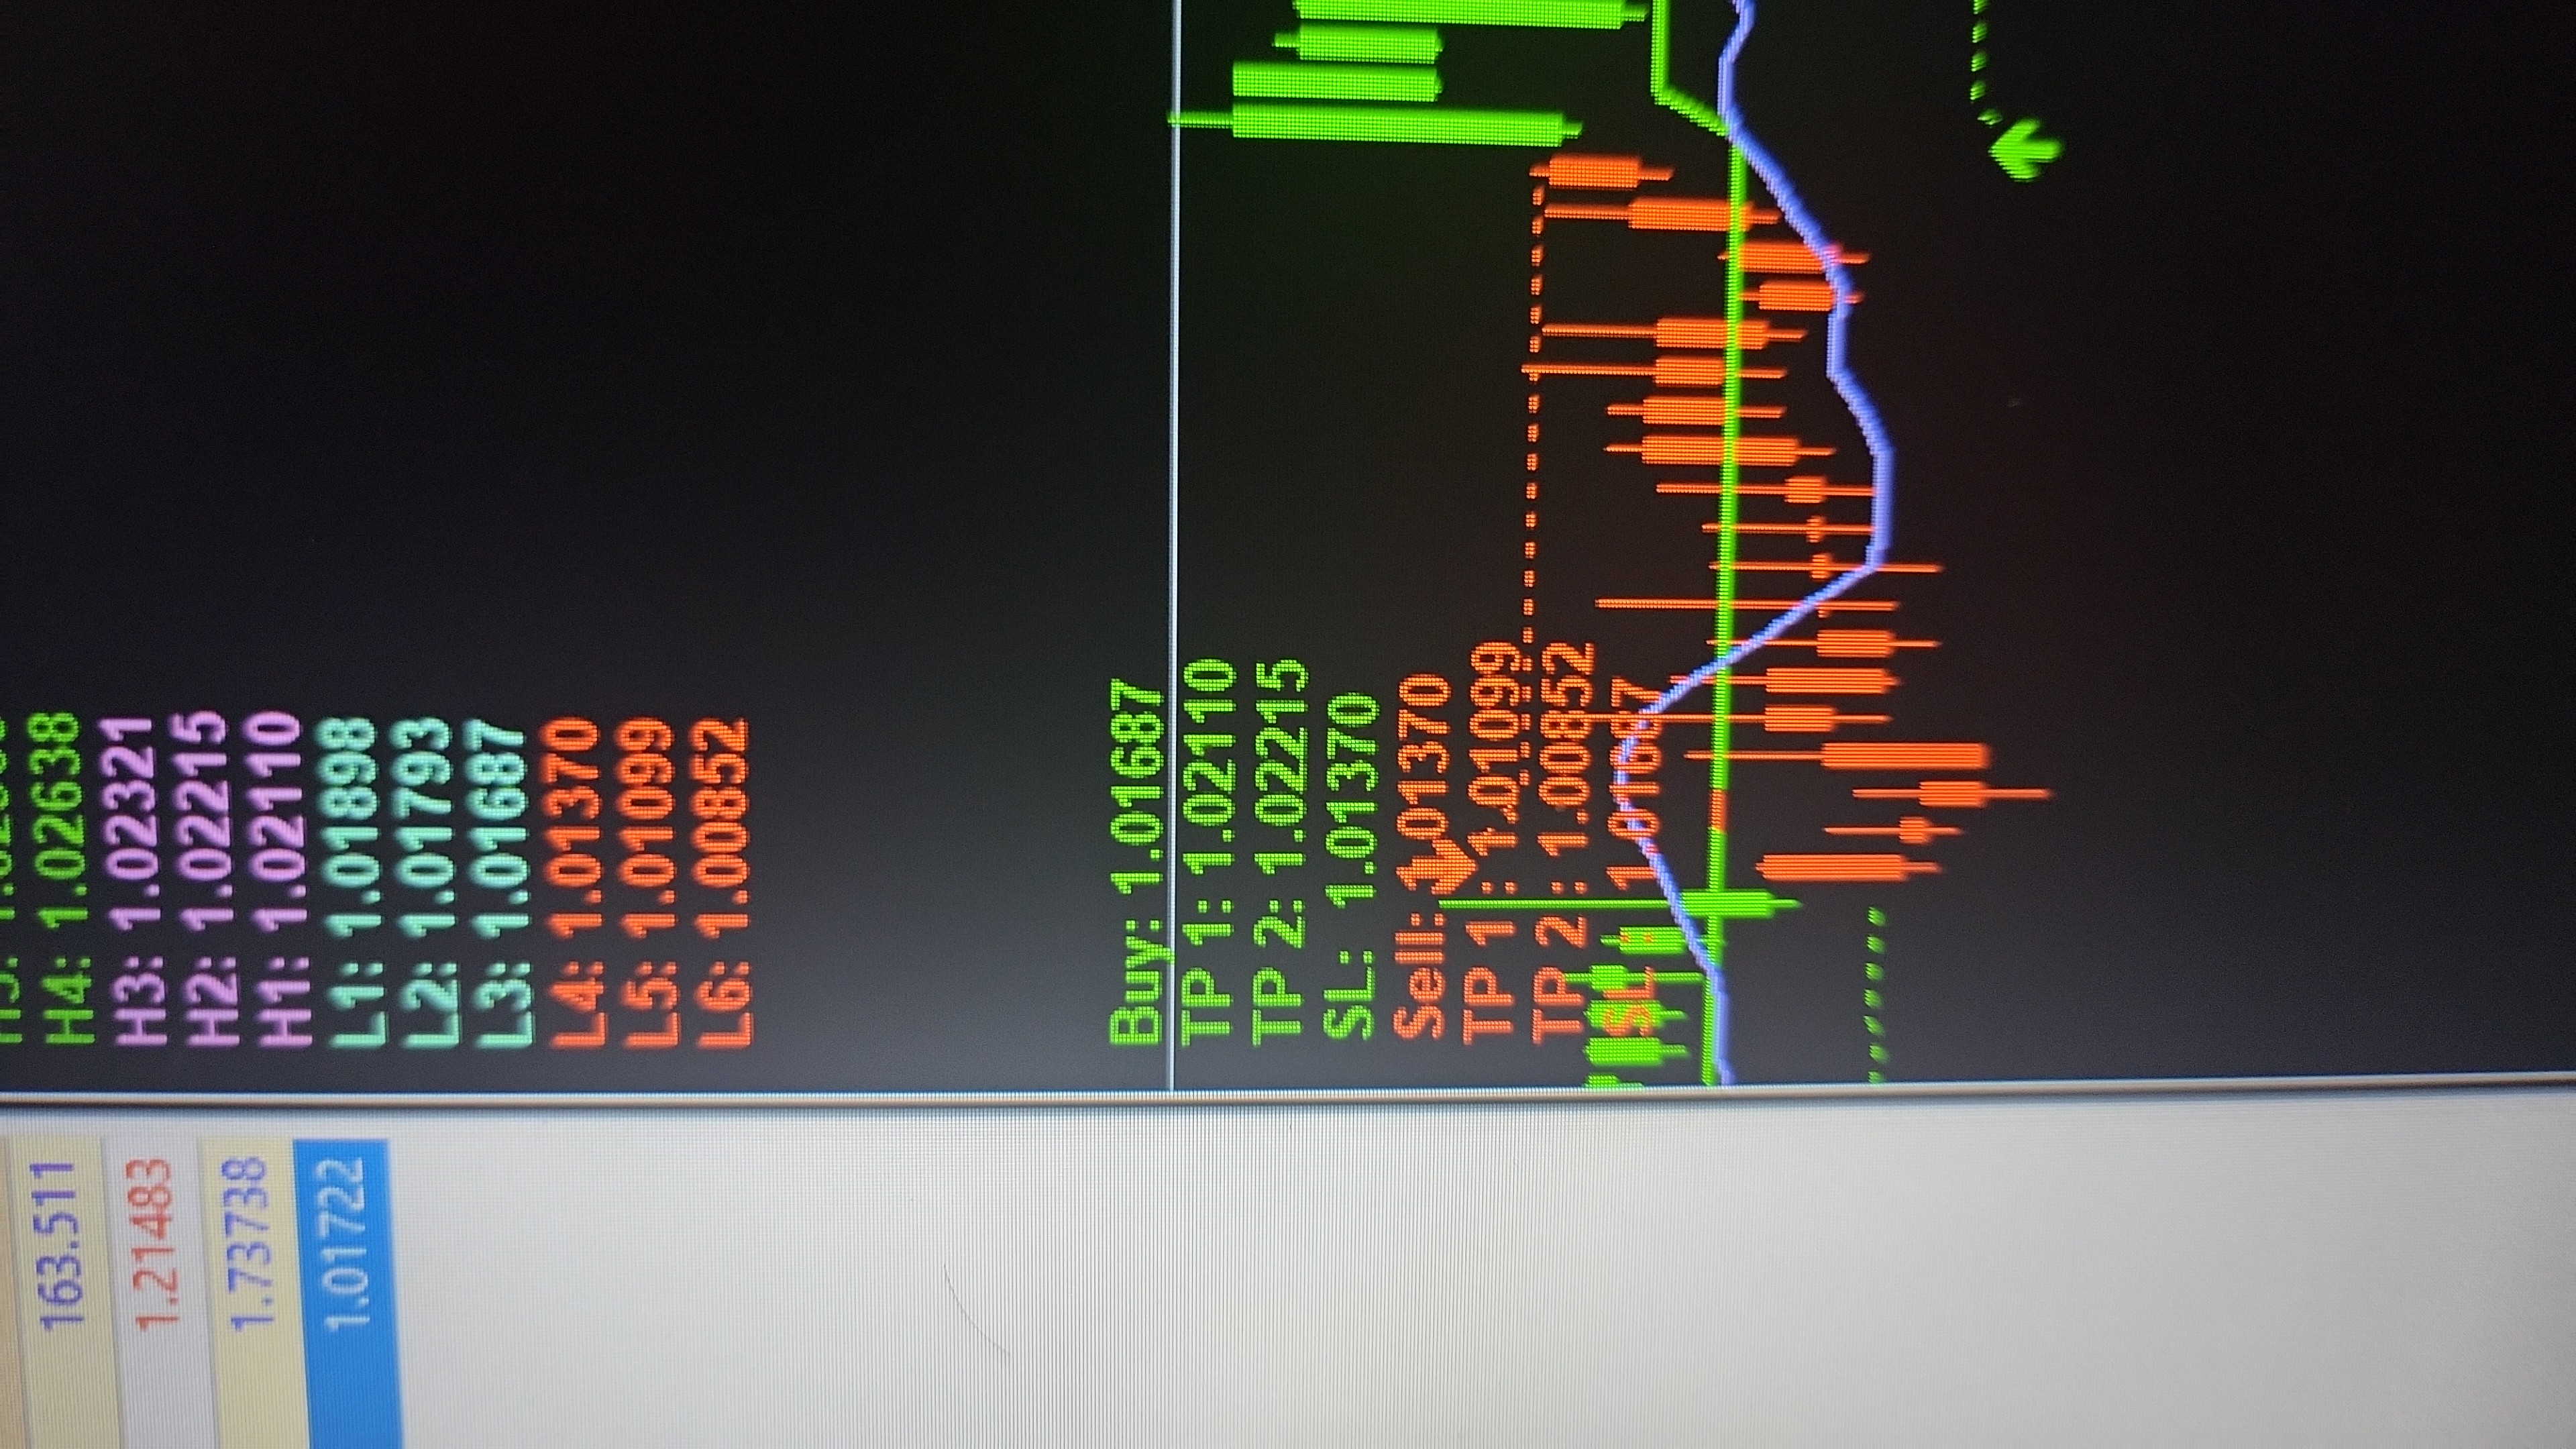 163.511
1.21483
1.73738
1.01722
H4: 1.02638
H3: 1.02321
H2: 1.02215
H1: 1.02110
L1: 1.01898
L2: 1.01793
L3: 1.01687
L4: 1.01370
L5: 1.01099
L6: 1.00852
Buy: 1.01687
TP 1: 1.02110
TP 2: 1.02215
SL: 1.01370
Sell: 1.01370
TP 1 : 1.01099
TP 2 : 1.00852
SL : 1.01687